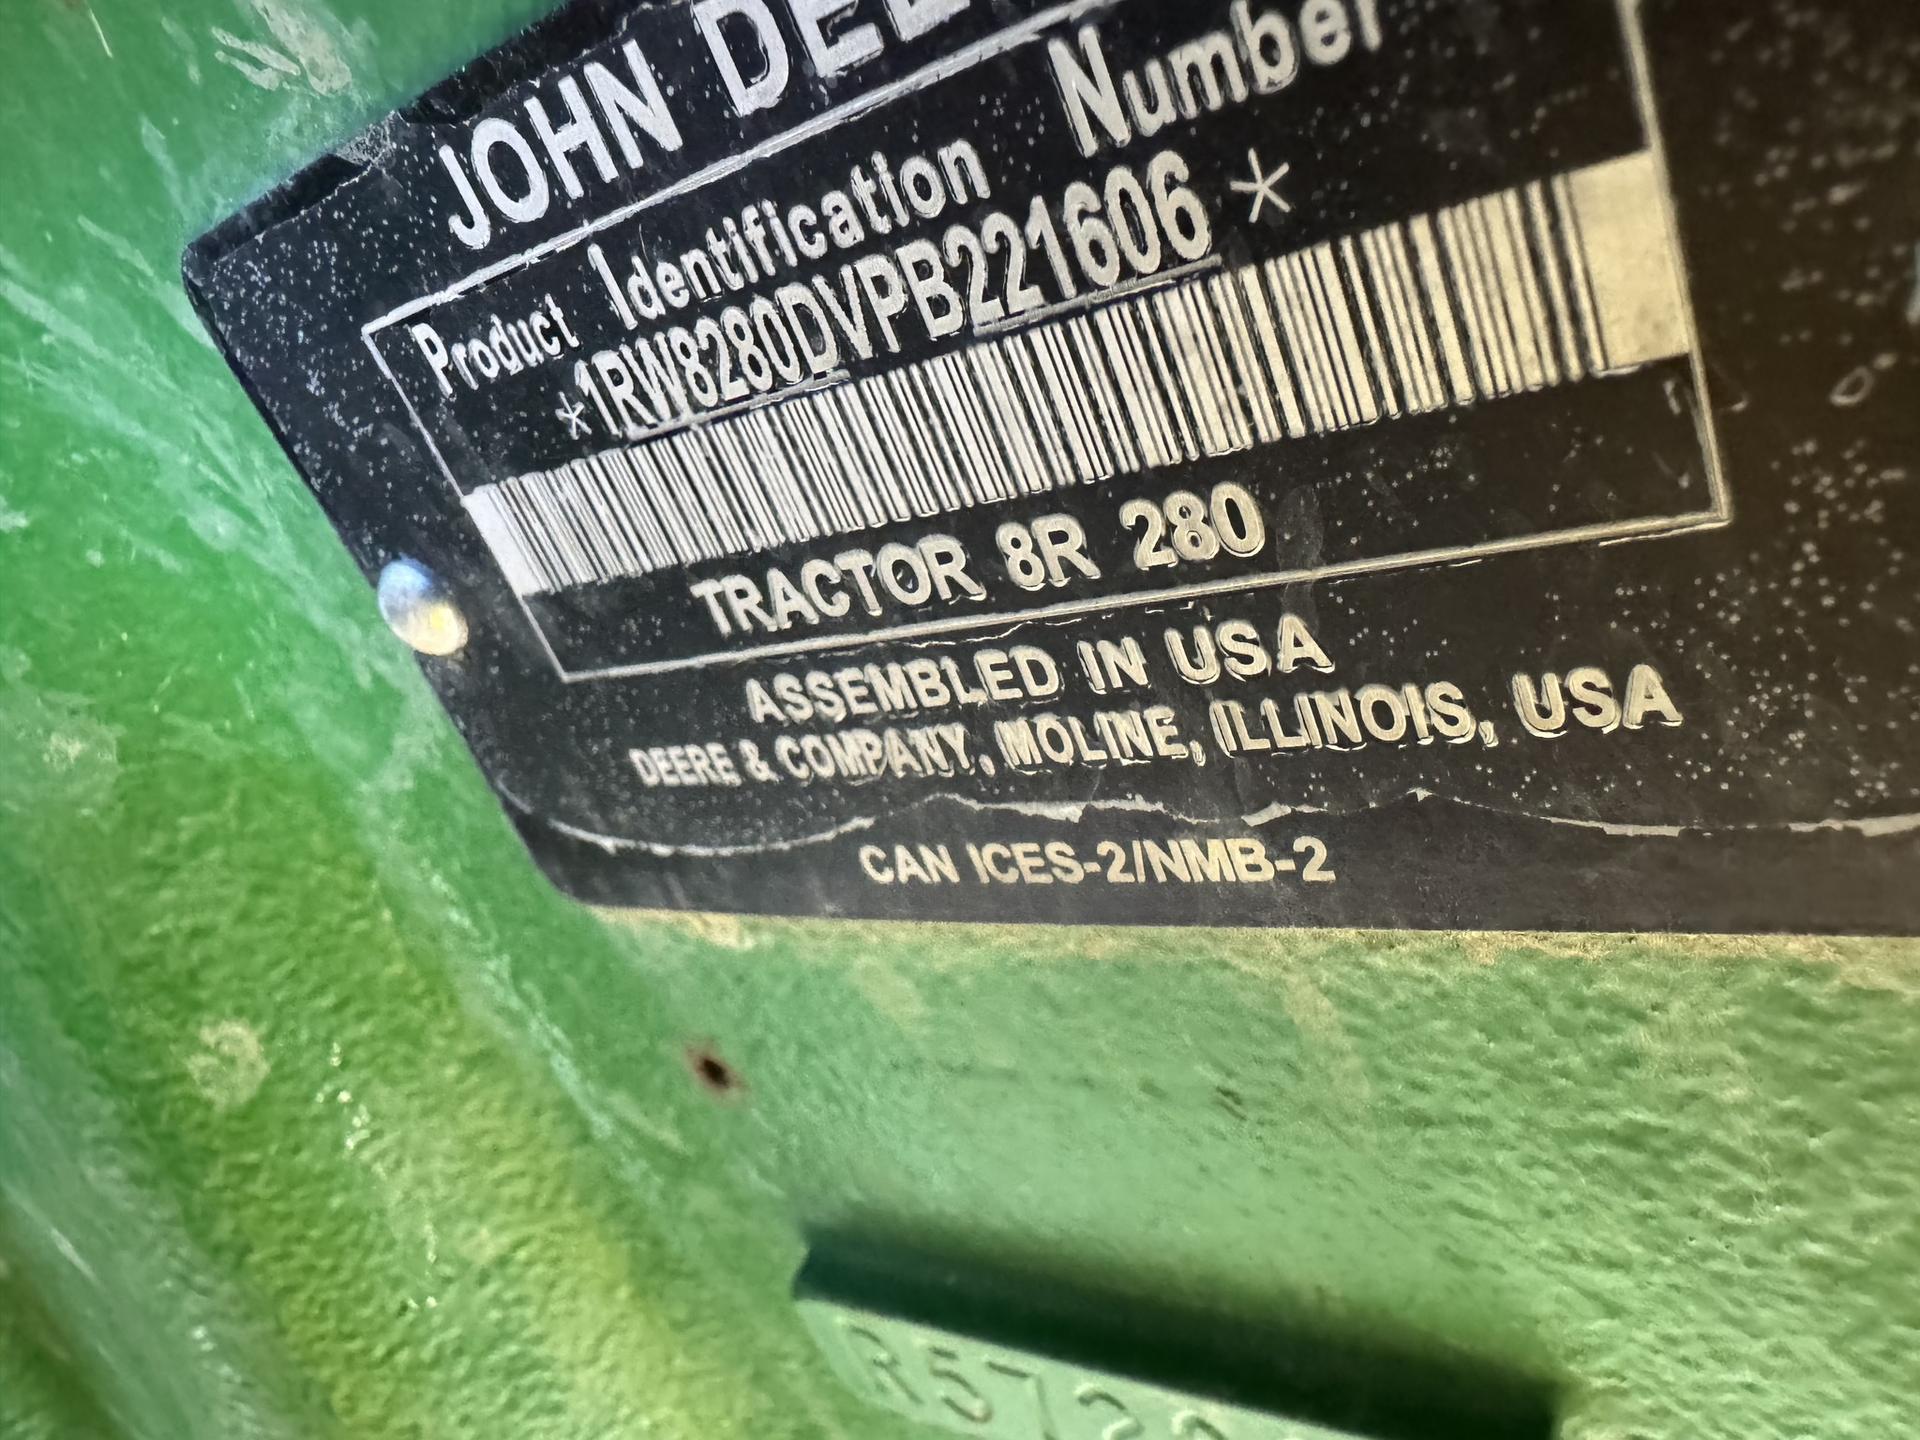 JOHN DEE
Product Identification Number
*1RW8280DVPB221606*
TRACTOR 8R 280
ASSEMBLED IN USA
DEERE & COMPANY, MOLINE, ILLINOIS, USA
CAN ICES-2/NMB-2